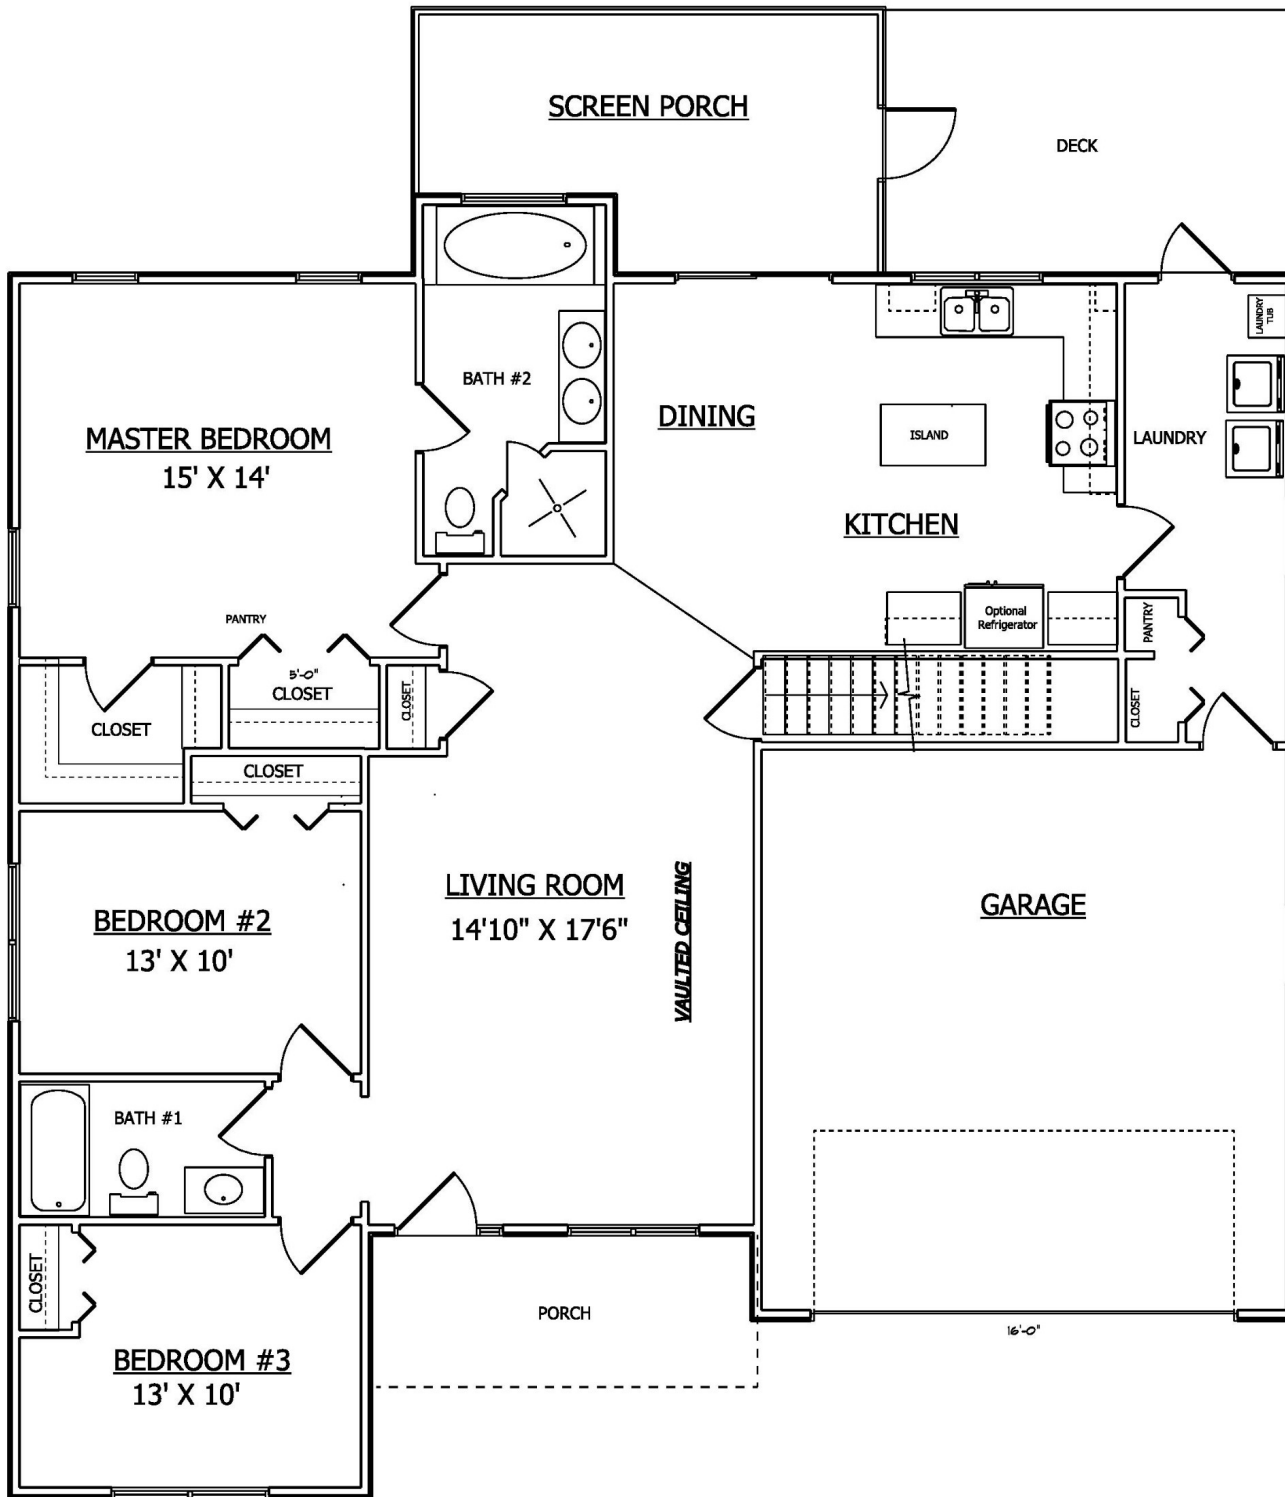 SCREEN PORCH
DECK
LAUNDRY
TUB
BATH #2
DINING
ISLAND
LAUNDRY
MASTER BEDROOM
15' X 14'
KITCHEN
Optional
Refrigerator
PANTRY
PANTRY
5'-0"
CLOSET
CLOSET
CLOSET
CLOSET
CLOSET
LIVING ROOM
14'10" X 17'6"
VAULTED CEILING
GARAGE
BEDROOM #2
13' X 10'
BATH #1
CLOSET
PORCH
16'-0"
BEDROOM #3
13' X 10'